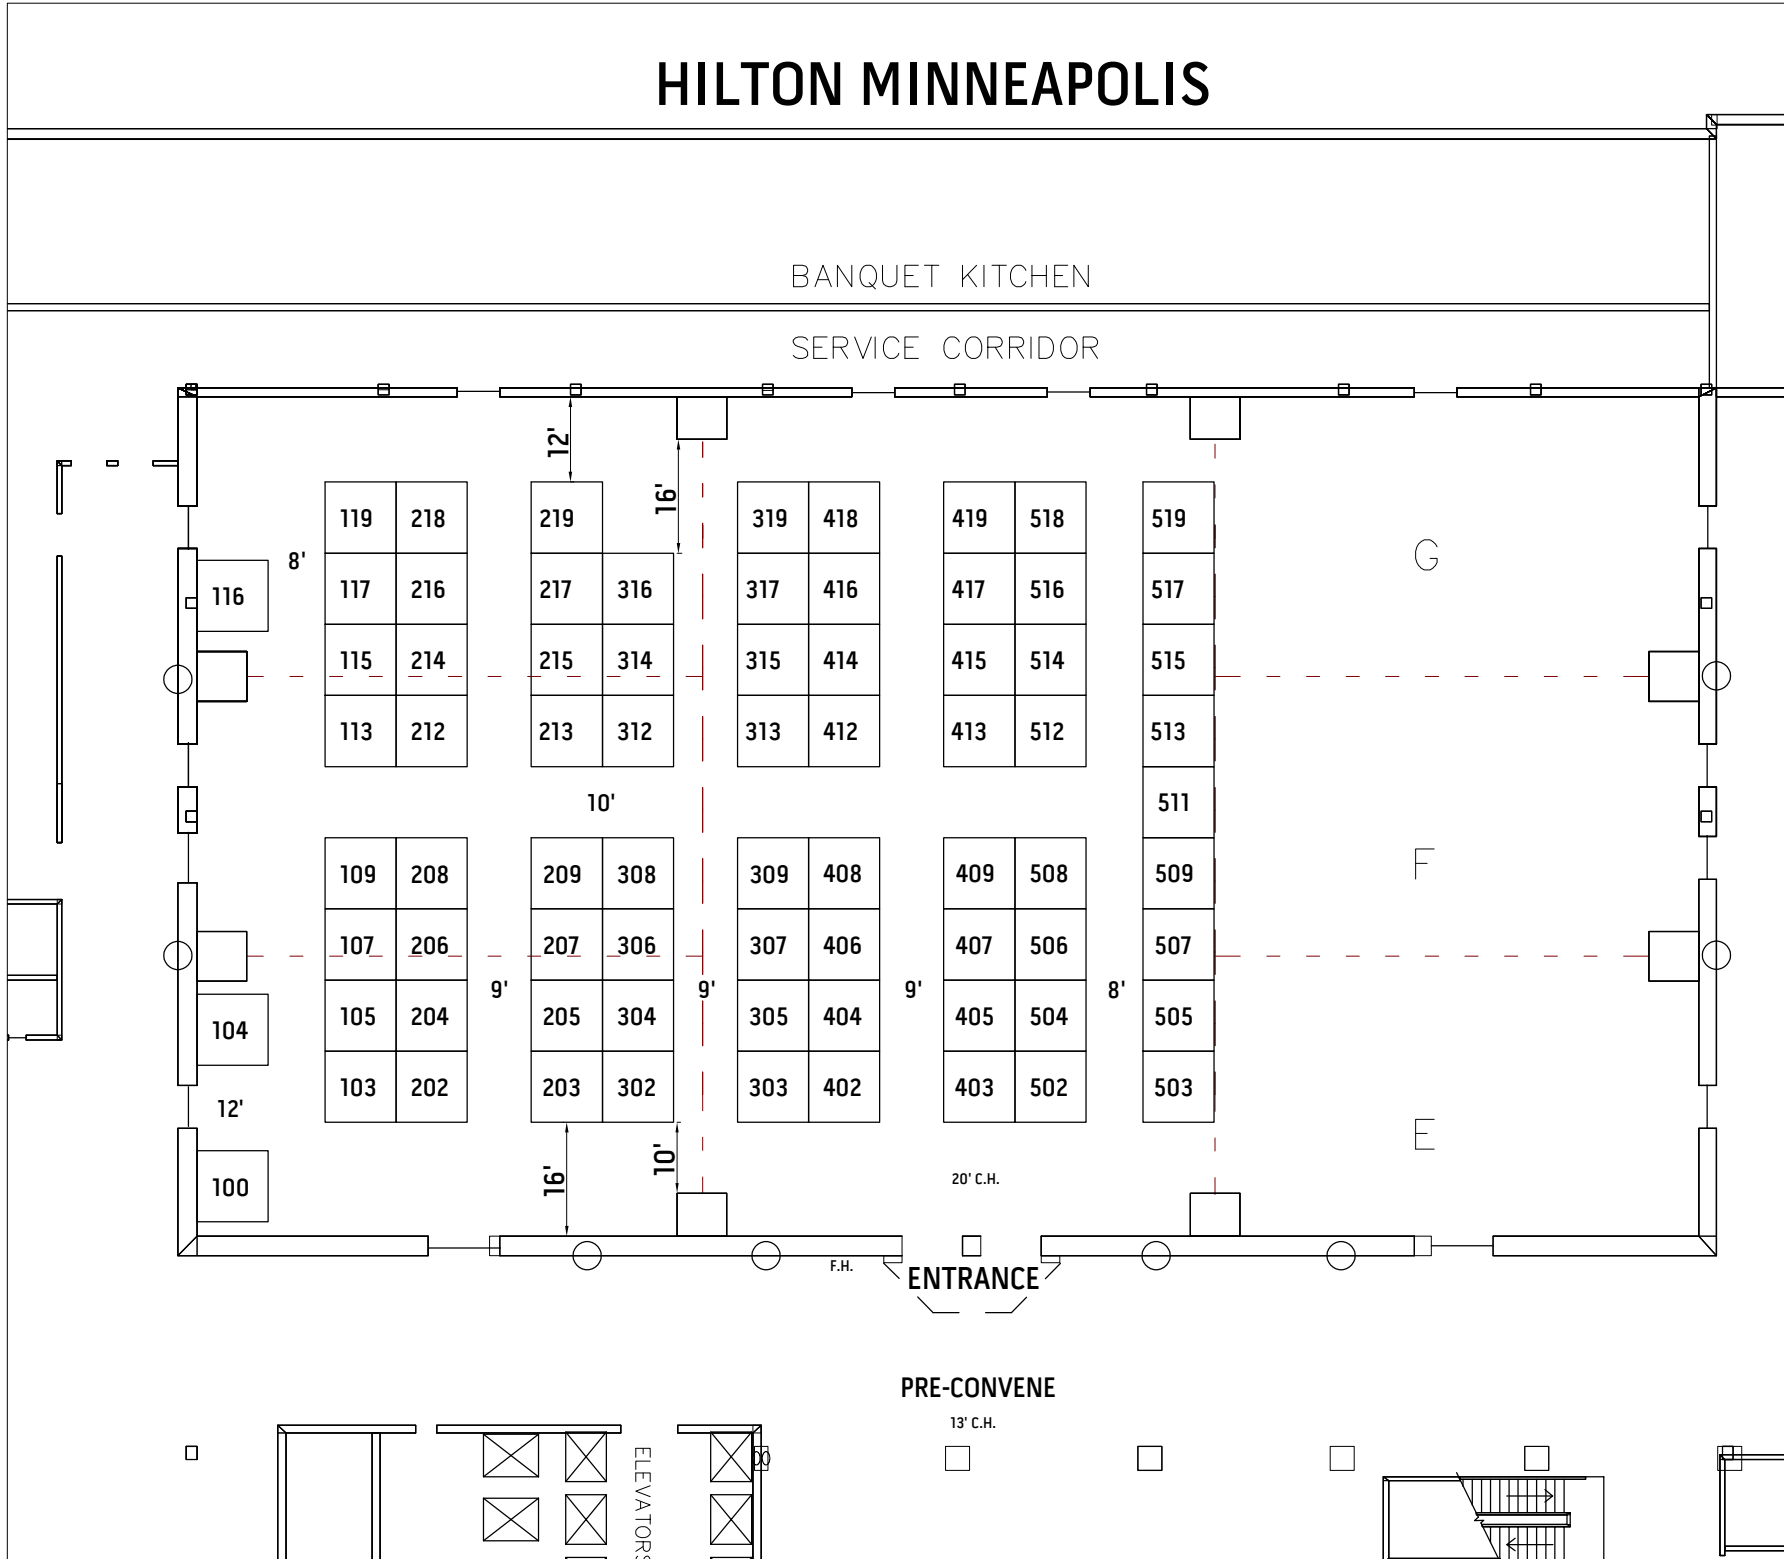 HILTON MINNEAPOLIS
BANQUET KITCHEN
SERVICE CORRIDOR
12'
16'
119 218 219 319 418 419 518 519
8'
G
116
117 216 217 316 317 416 417 516 517
115 214 215 314 315 414 415 514 515
113 212 213 312 313 412 413 512 513
10'
511
F
109 208 209 308 309 408 409 508 509
107 206 207 306 307 406 407 506 507
9' 9' 9' 8'
104
105 204 205 304 305 404 405 504 505
103 202 203 302 303 402 403 502 503
12'
E
16'
10'
20' C.H.
100
F.H.
ENTRANCE
PRE-CONVENE
13' C.H.
ELEVATORS